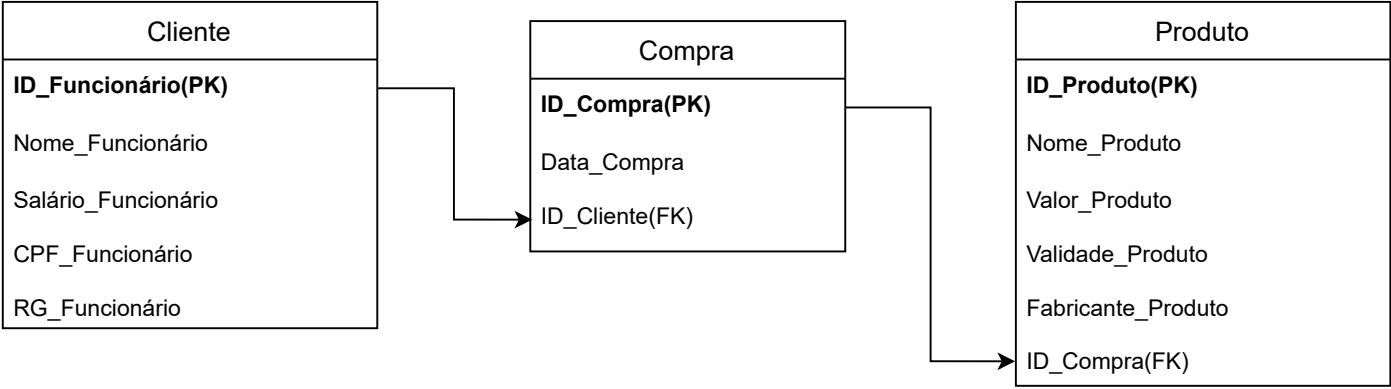 Cliente
ID_Funcionário(PK)
Nome_Funcionário
Salário_Funcionário
CPF_Funcionário
RG_Funcionário
Compra
ID_Compra(PK)
Data_Compra
ID_Cliente(FK)
Produto
ID_Produto(PK)
Nome_Produto
Valor_Produto
Validade_Produto
Fabricante_Produto
ID_Compra(FK)